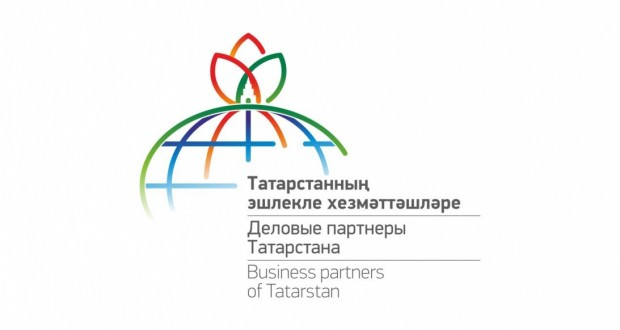 Татарстанның
эшлекле хезмәттәшләре
Деловые партнеры
Татарстана
Business partners
of Tatarstan